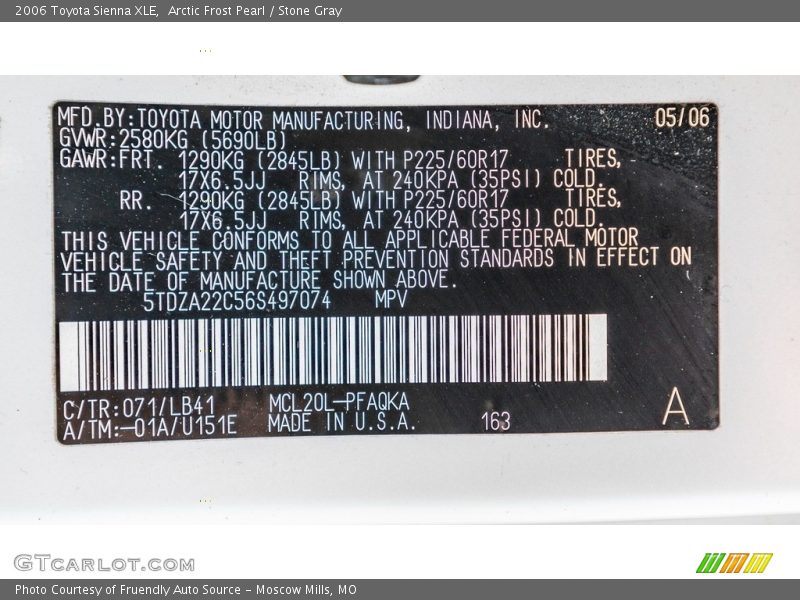 2006 Toyota Sienna XLE,  Arctic Frost Pearl / Stone Gray
MFD.BY:TOYOTA MOTOR MANUFACTURING, INDIANA, INC. 05/06
GVWR:2580KG (5690LB)
GAWR:FRT. 1290KG (2845LB) WITH P225/60R17 TIRES,
17X6.5JJ RIMS, AT 240KPA (35PSI) COLD.
RR. 1290KG (2845LB) WITH P225/60R17 TIRES,
17X6.5JJ RIMS, AT 240KPA (35PSI) COLD.
THIS VEHICLE CONFORMS TO ALL APPLICABLE FEDERAL MOTOR
VEHICLE SAFETY AND THEFT PREVENTION STANDARDS IN EFFECT ON
THE DATE OF MANUFACTURE SHOWN ABOVE.
5TDZA22C56S497074 MPV
C/TR:071/LB41 MCL20L-PFAQKA
A/TM:-01A/U151E MADE IN U.S.A. 163 A
GTcarlot.com
Photo Courtesy of Fruendly Auto Source - Moscow Mills, MO